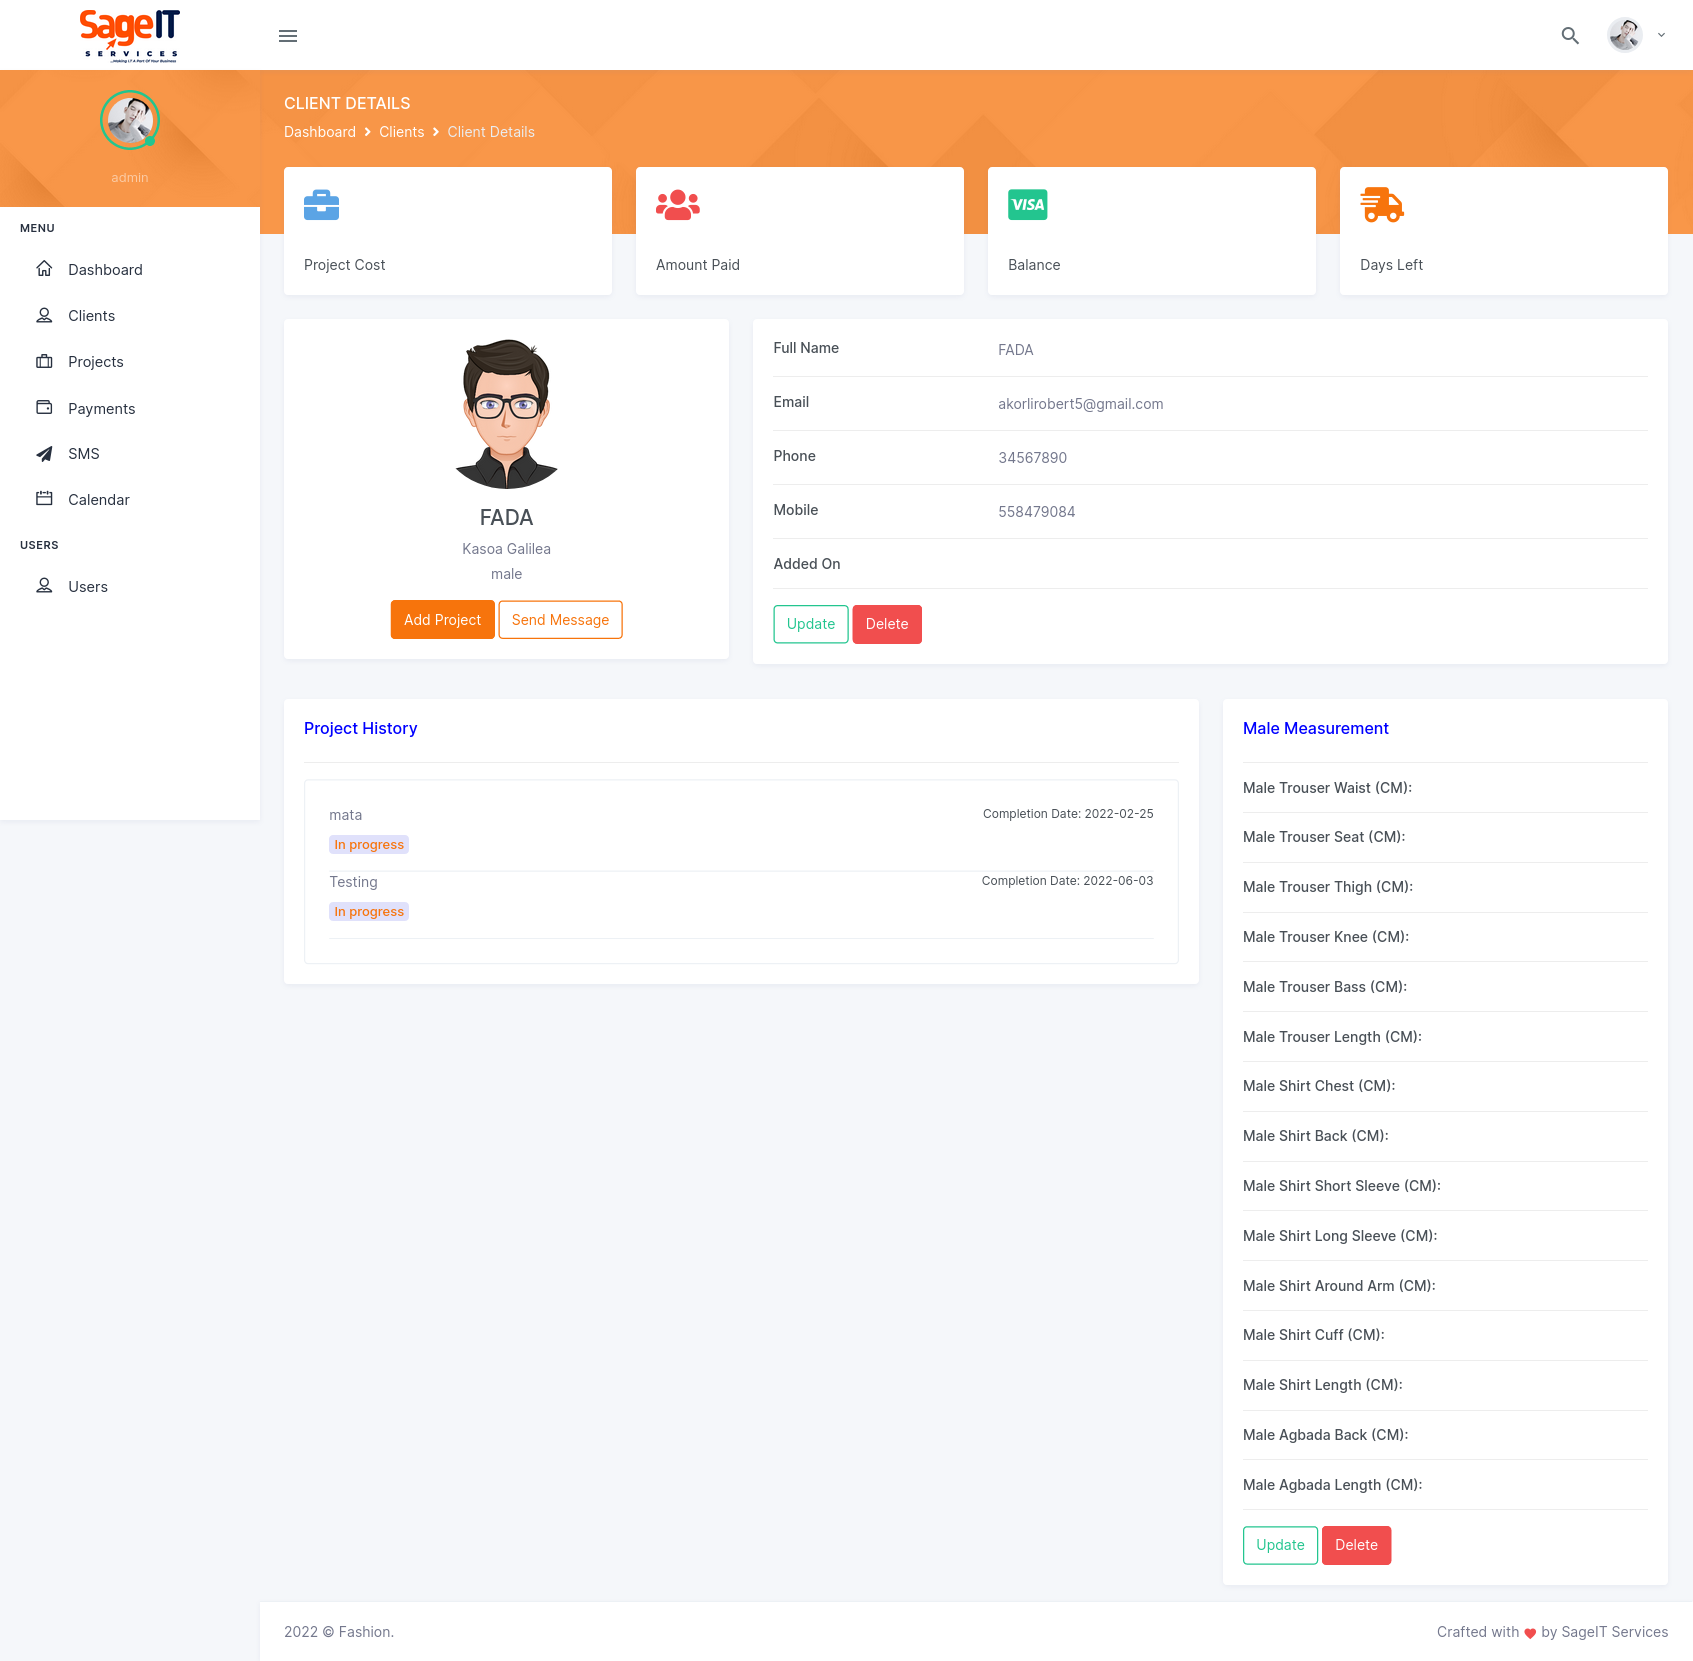 SageIT
SERVICES
...Making I.T A Part Of Your Business
admin
MENU
Dashboard
Clients
Projects
Payments
SMS
Calendar
USERS
Users
CLIENT DETAILS
Dashboard > Clients > Client Details
Project Cost
Amount Paid
VISA
Balance
Days Left
FADA
Kasoa Galilea
male
Add Project Send Message
Full Name FADA
Email akorlirobert5@gmail.com
Phone 34567890
Mobile 558479084
Added On
Update Delete
Project History
mata Completion Date: 2022-02-25
In progress
Testing Completion Date: 2022-06-03
In progress
Male Measurement
Male Trouser Waist (CM):
Male Trouser Seat (CM):
Male Trouser Thigh (CM):
Male Trouser Knee (CM):
Male Trouser Bass (CM):
Male Trouser Length (CM):
Male Shirt Chest (CM):
Male Shirt Back (CM):
Male Shirt Short Sleeve (CM):
Male Shirt Long Sleeve (CM):
Male Shirt Around Arm (CM):
Male Shirt Cuff (CM):
Male Shirt Length (CM):
Male Agbada Back (CM):
Male Agbada Length (CM):
Update Delete
2022 © Fashion.
Crafted with ♥ by SageIT Services